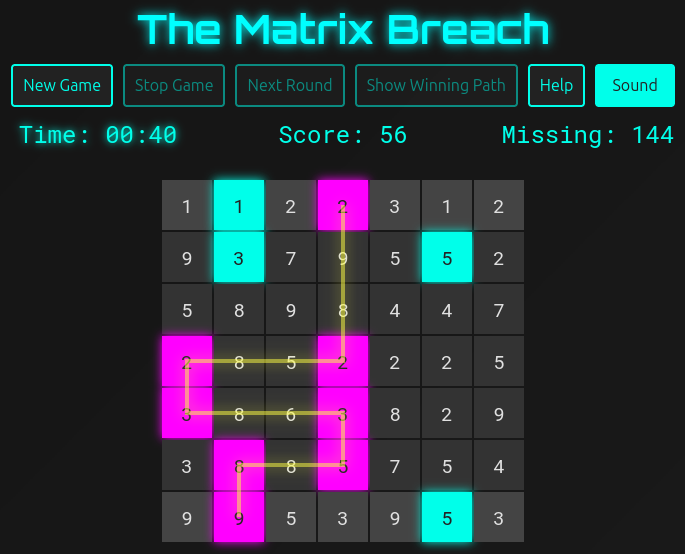 The Matrix Breach
New Game Stop Game Next Round Show Winning Path Help Sound
Time: 00:40 Score: 56 Missing: 144
1 1 2 2 3 1 2
9 3 7 9 5 5 2
5 8 9 8 4 4 7
2 8 5 2 2 2 5
3 8 6 3 8 2 9
3 8 8 5 7 5 4
9 9 5 3 9 5 3